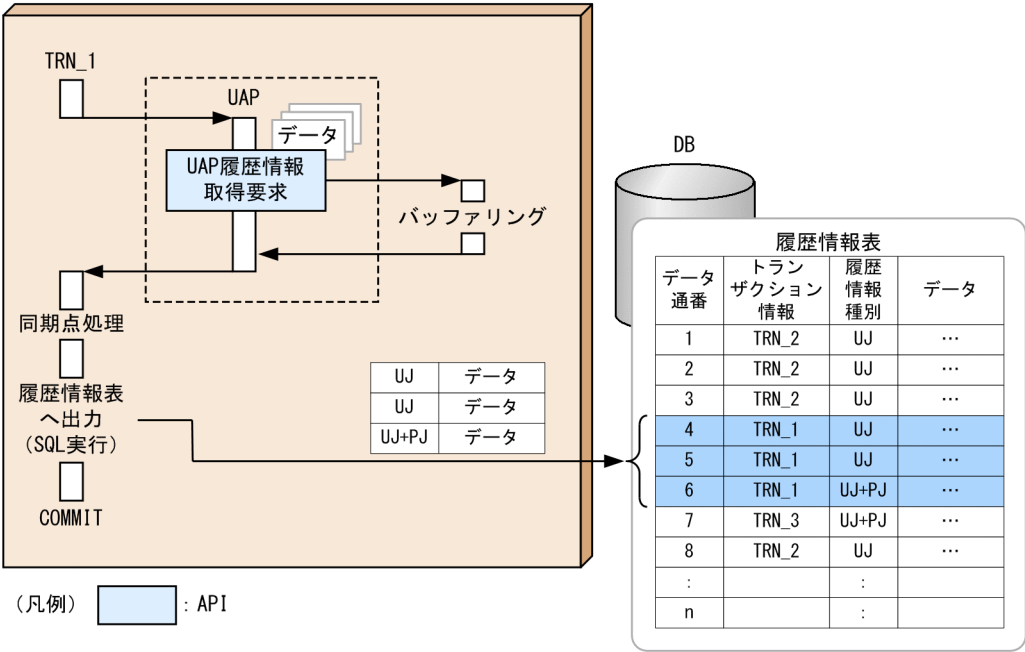 TRN_1
UAP
データ
UAP履歴情報
取得要求
バッファリング
同期点処理
履歴情報表
へ出力
(SQL実行)
COMMIT
UJ データ
UJ データ
UJ+PJ データ
DB
履歴情報表
データ
通番
トラン
ザクション
情報
履歴
情報
種別
データ
1 TRN_2 UJ …
2 TRN_2 UJ …
3 TRN_2 UJ …
4 TRN_1 UJ …
5 TRN_1 UJ …
6 TRN_1 UJ+PJ …
7 TRN_3 UJ+PJ …
8 TRN_2 UJ …
: :
n :
(凡例) : API